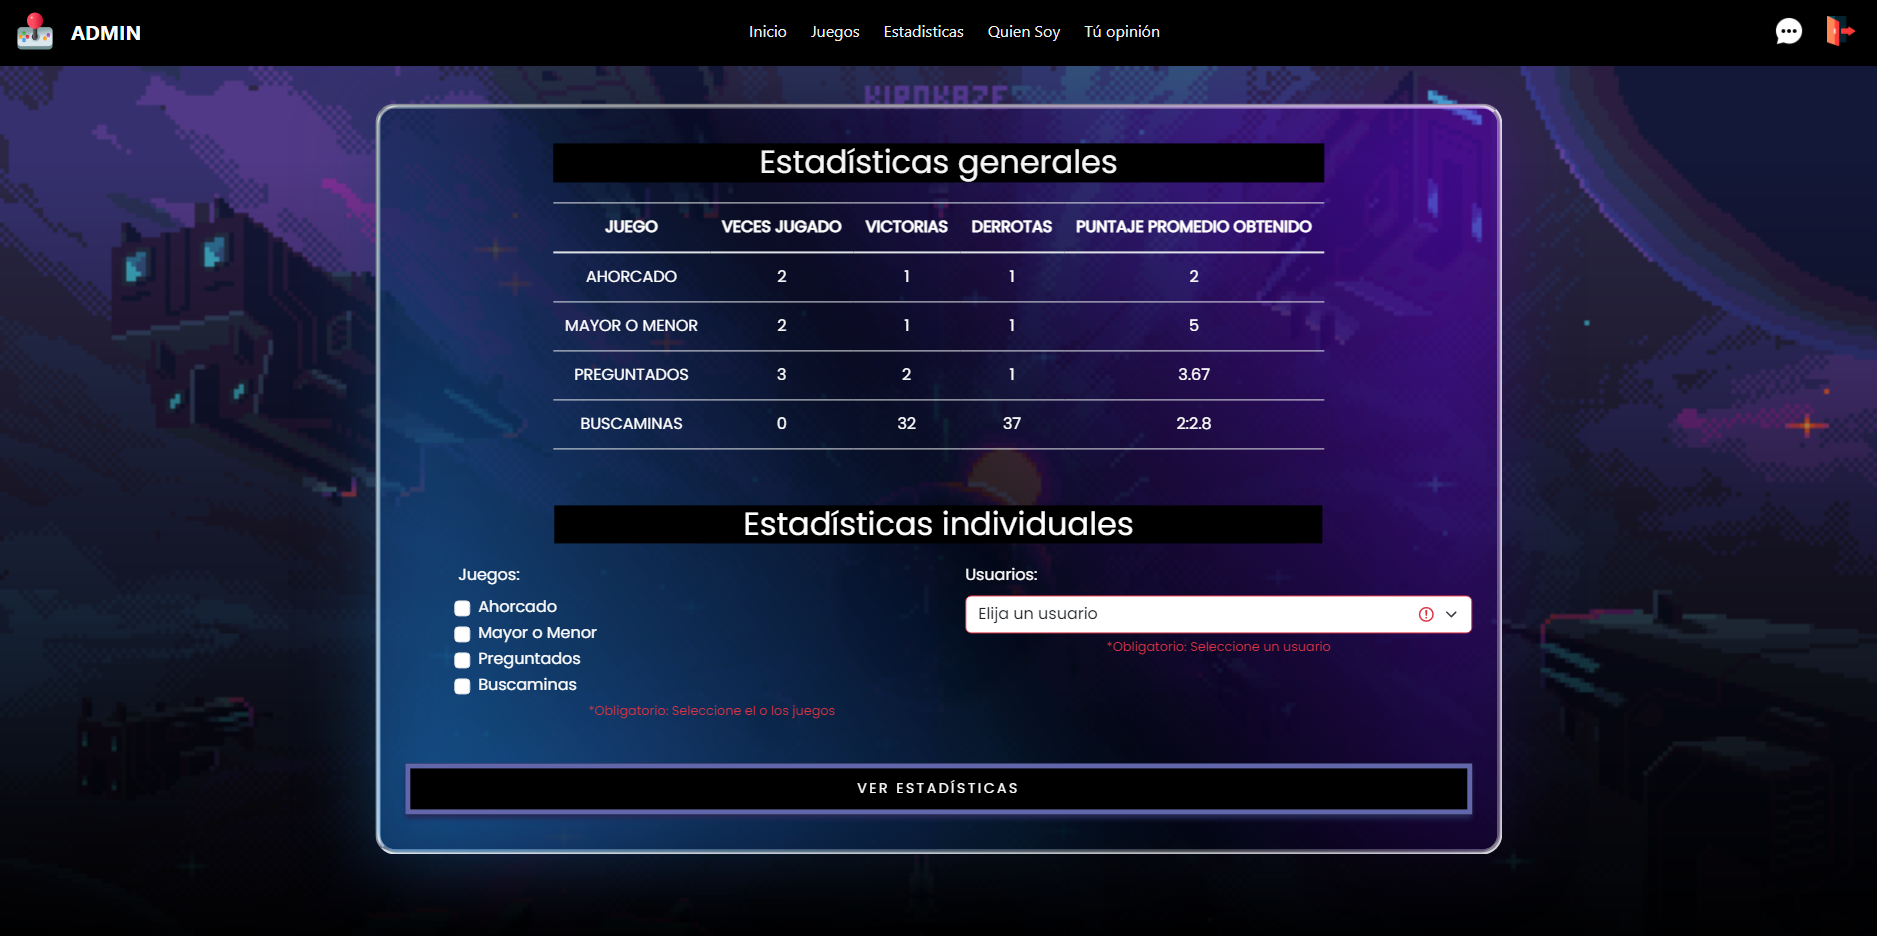 ADMIN
Inicio Juegos Estadisticas Quien Soy Tú opinión
KIROKAZE
Estadísticas generales
JUEGO VECES JUGADO VICTORIAS DERROTAS PUNTAJE PROMEDIO OBTENIDO
AHORCADO 2 1 1 2
MAYOR O MENOR 2 1 1 5
PREGUNTADOS 3 2 1 3.67
BUSCAMINAS 0 32 37 2:2.8
Estadísticas individuales
Juegos:
Ahorcado
Mayor o Menor
Preguntados
Buscaminas
*Obligatorio: Seleccione el o los juegos
Usuarios:
Elija un usuario
*Obligatorio: Seleccione un usuario
VER ESTADÍSTICAS